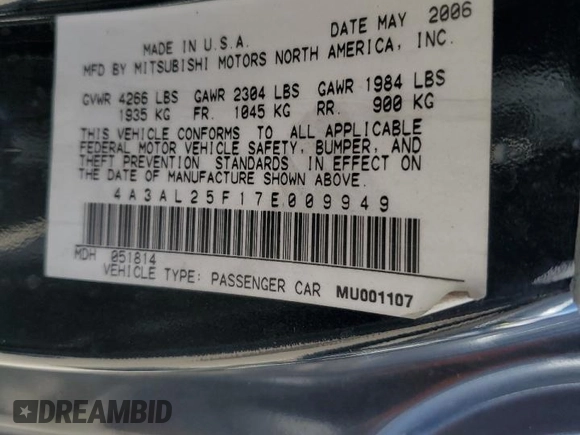 MADE IN U.S.A. DATE MAY 2006
MFD BY MITSUBISHI MOTORS NORTH AMERICA, INC.
GVWR 4266 LBS GAWR 2304 LBS GAWR 1984 LBS
1935 KG FR. 1045 KG RR. 900 KG
THIS VEHICLE CONFORMS TO ALL APPLICABLE
FEDERAL MOTOR VEHICLE SAFETY, BUMPER, AND
THEFT PREVENTION STANDARDS IN EFFECT ON
THE DATE OF MANUFACTURE SHOWN ABOVE.
4A3AL25F17E009949
MDH 051814
VEHICLE TYPE: PASSENGER CAR MU001107
DREAMBID